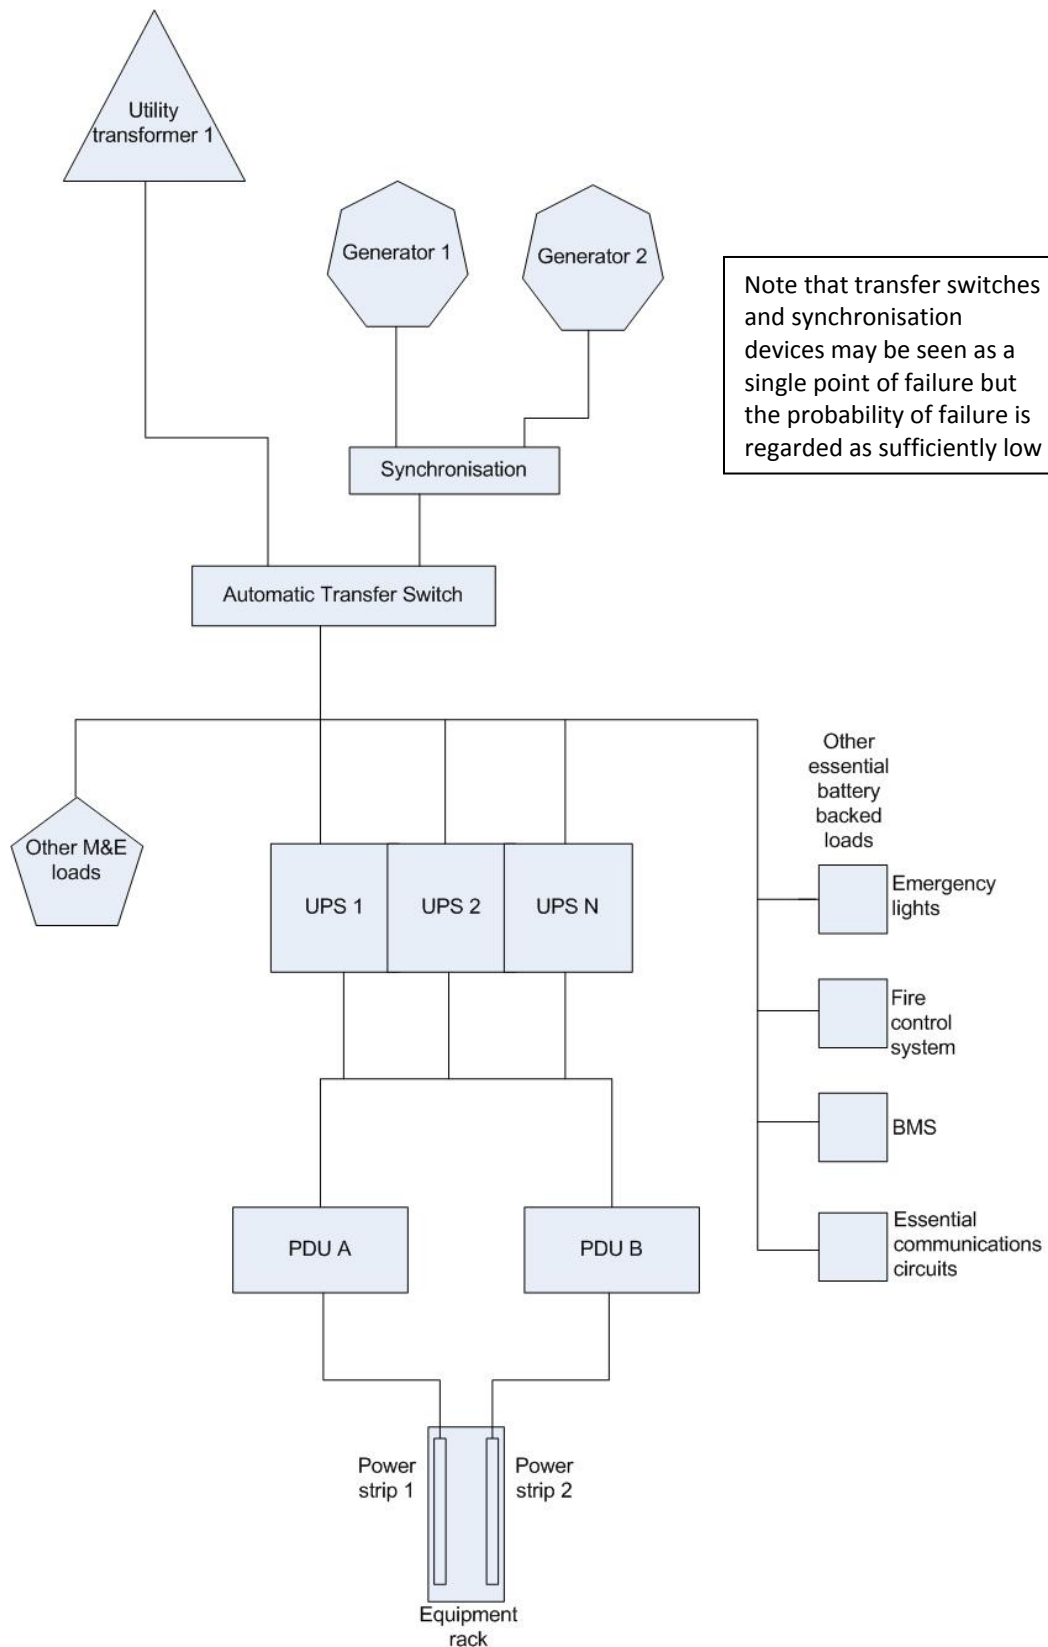 Utility
transformer 1
Generator 1
Generator 2
Note that transfer switches
and synchronisation
devices may be seen as a
single point of failure but
the probability of failure is
regarded as sufficiently low
Synchronisation
Automatic Transfer Switch
Other
essential
battery
backed
loads
Other M&E
loads
UPS 1
UPS 2
UPS N
Emergency
lights
Fire
control
system
BMS
Essential
communications
circuits
PDU A
PDU B
Power
strip 1
Power
strip 2
Equipment
rack